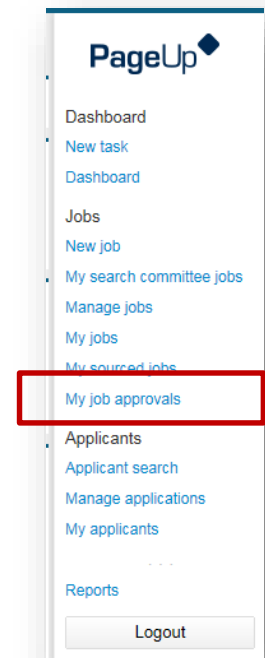 PageUp
Dashboard
New task
Dashboard
Jobs
New job
My search committee jobs
Manage jobs
My jobs
My sourced jobs
My job approvals
Applicants
Applicant search
Manage applications
My applicants
. . .
Reports
Logout